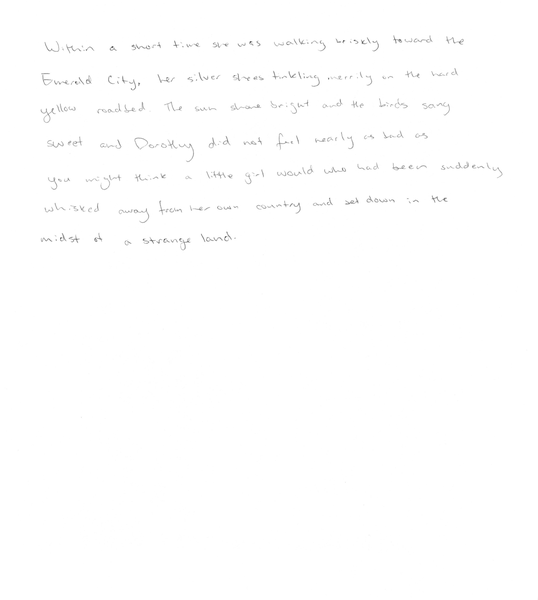 Within a short time she was walking briskly toward the
Emerald City, her silver shoes tinkling merrily on the hard
yellow roadbed. The sun shone bright and the birds sang
sweet and Dorothy did not feel nearly as bad as
you might think a little girl would who had been suddenly
whisked away from her own country and set down in the
midst of a strange land.